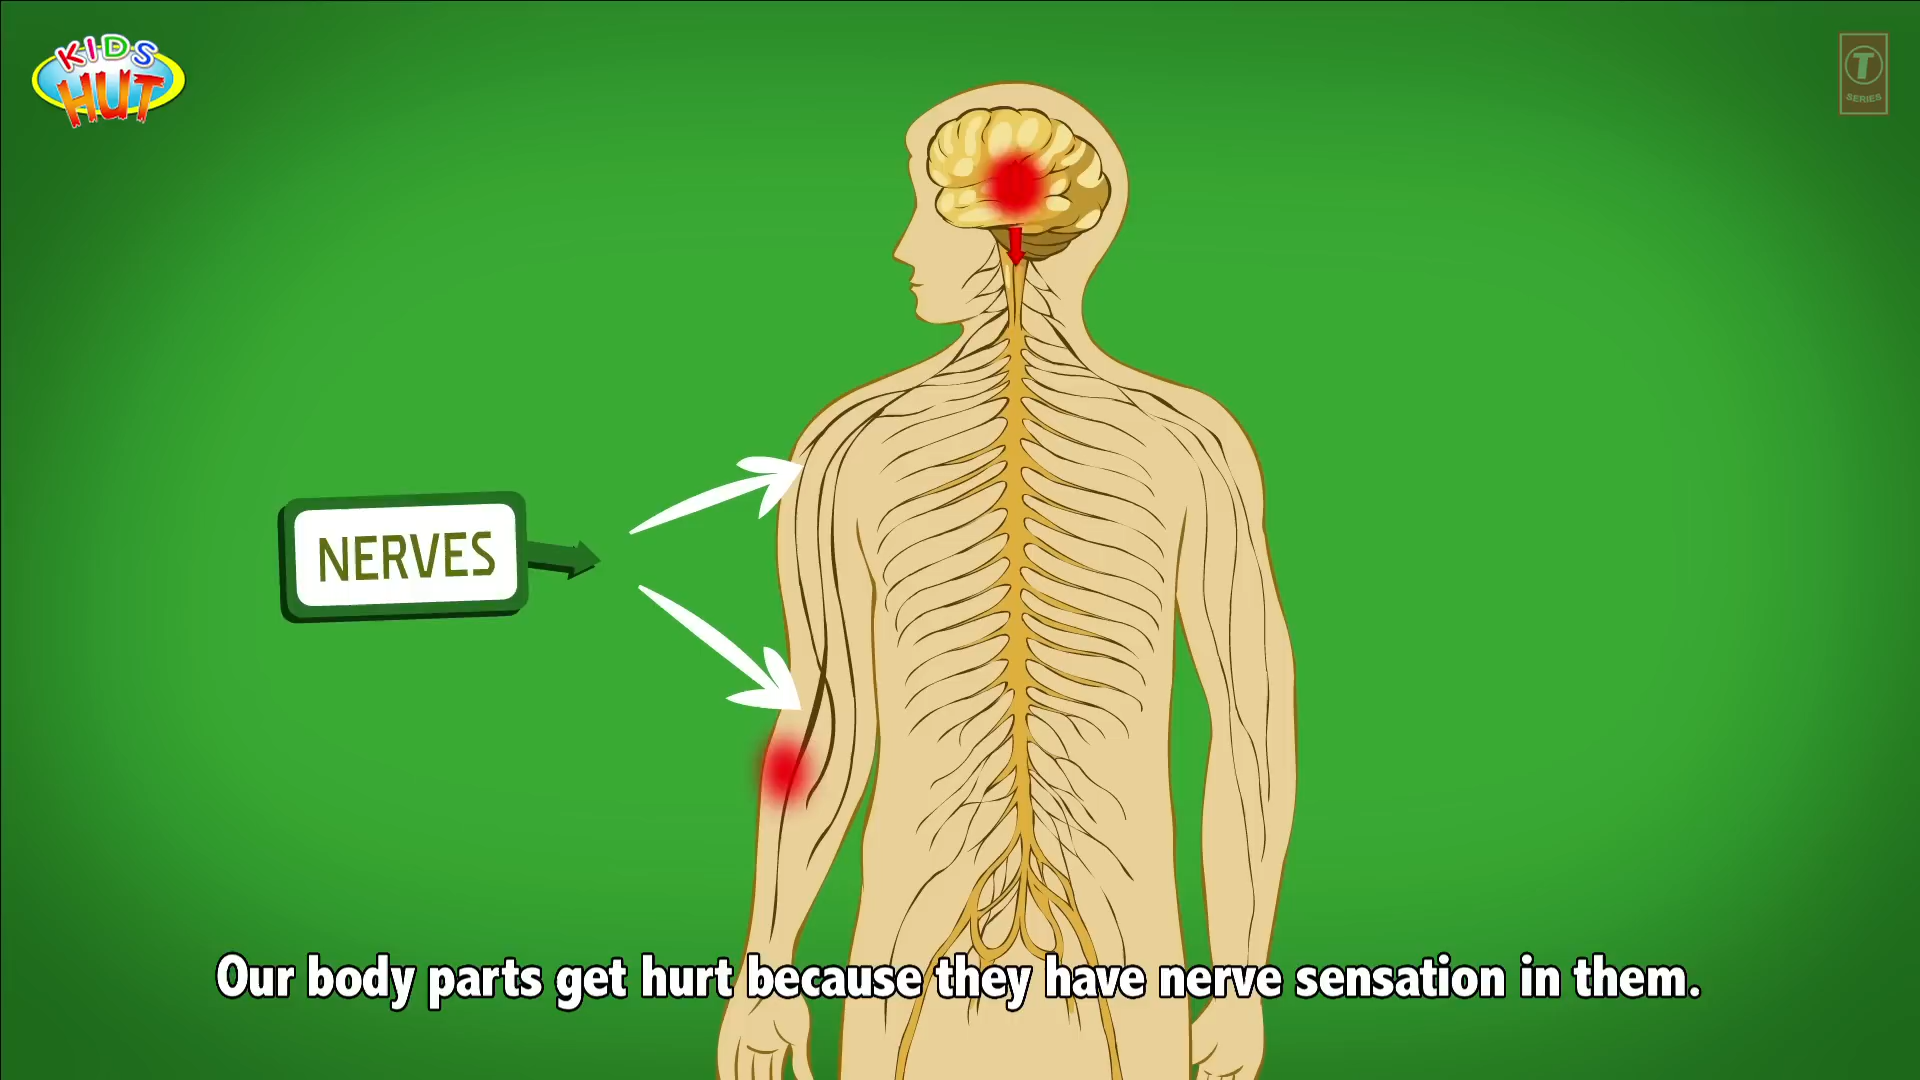 KIDS
HUT
T
SERIES
NERVES
Our body parts get hurt because they have nerve sensation in them.